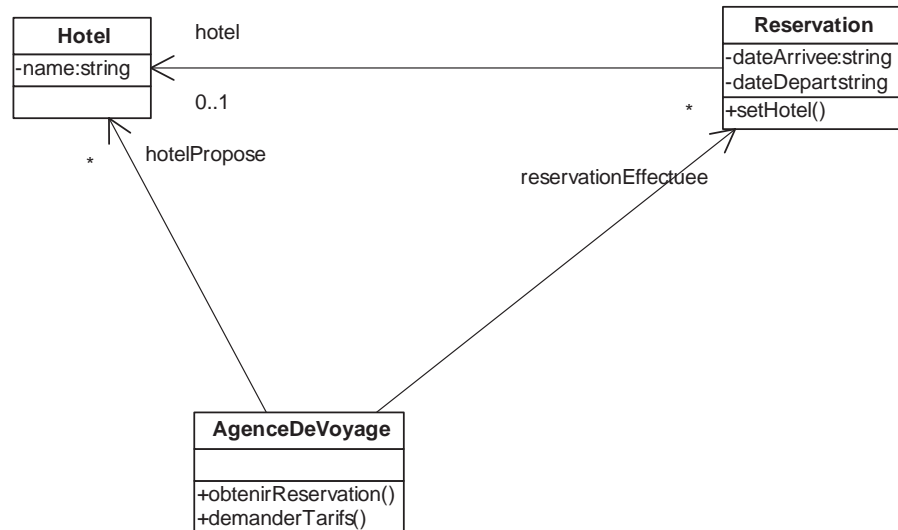 Hotel
-name:string
hotel
0..1
Reservation
-dateArrivee:string
-dateDepartstring
+setHotel()
*
*
hotelPropose
reservationEffectuee
AgenceDeVoyage
+obtenirReservation()
+demanderTarifs()